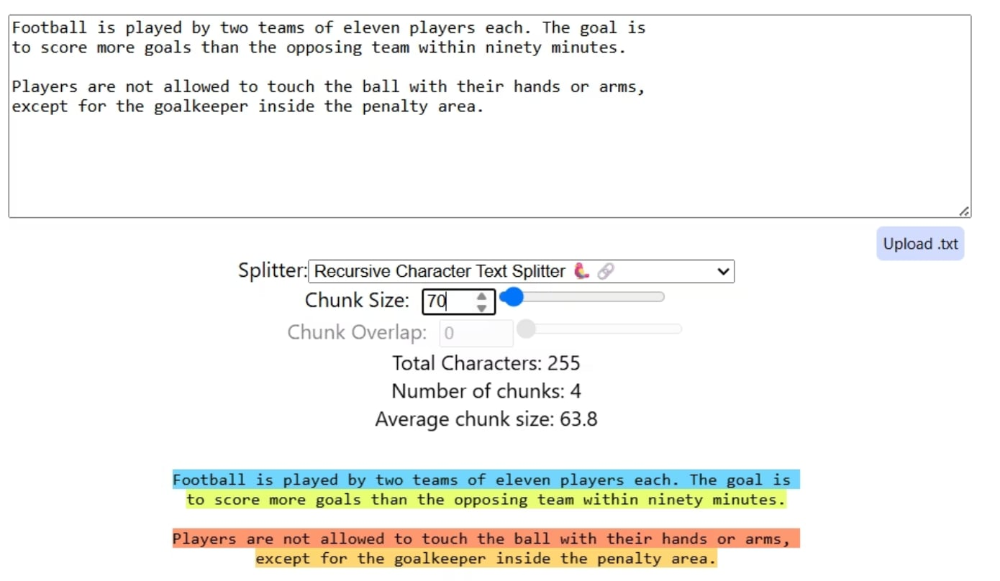 Football is played by two teams of eleven players each. The goal is
to score more goals than the opposing team within ninety minutes.
Players are not allowed to touch the ball with their hands or arms,
except for the goalkeeper inside the penalty area.
Upload .txt
Splitter: Recursive Character Text Splitter 🦜 🔗
Chunk Size: 70
Chunk Overlap: 0
Total Characters: 255
Number of chunks: 4
Average chunk size: 63.8
Football is played by two teams of eleven players each. The goal is
to score more goals than the opposing team within ninety minutes.
Players are not allowed to touch the ball with their hands or arms,
except for the goalkeeper inside the penalty area.